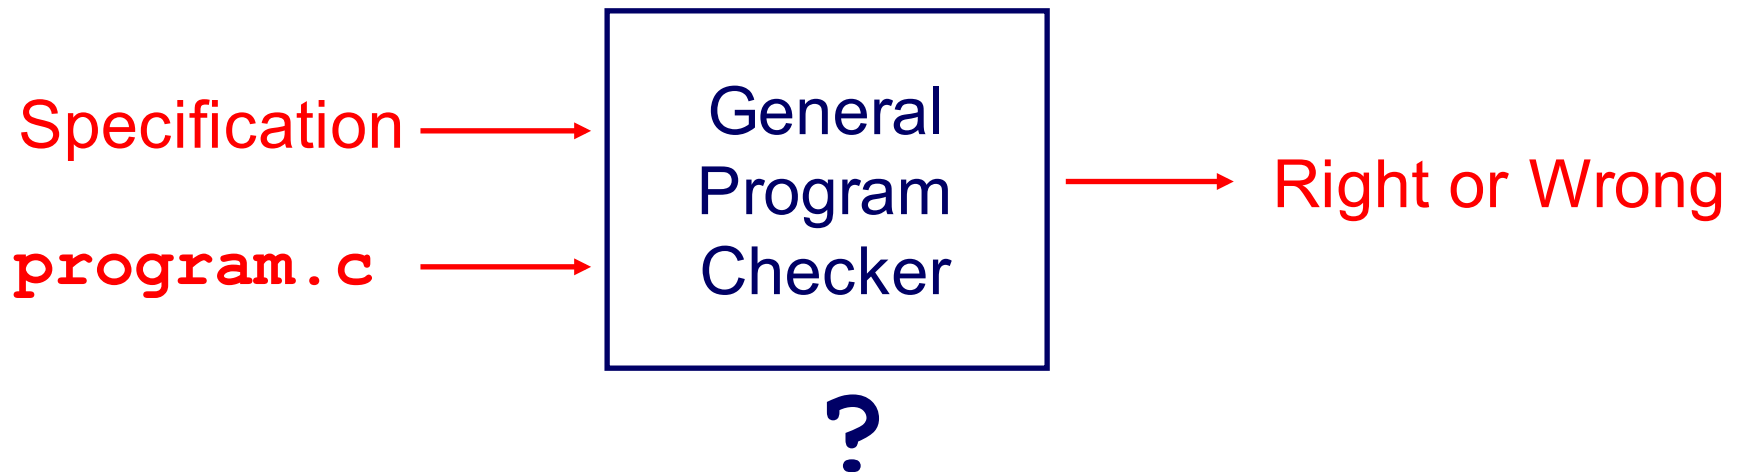 Specification
program.c
General
Program
Checker
Right or Wrong
?